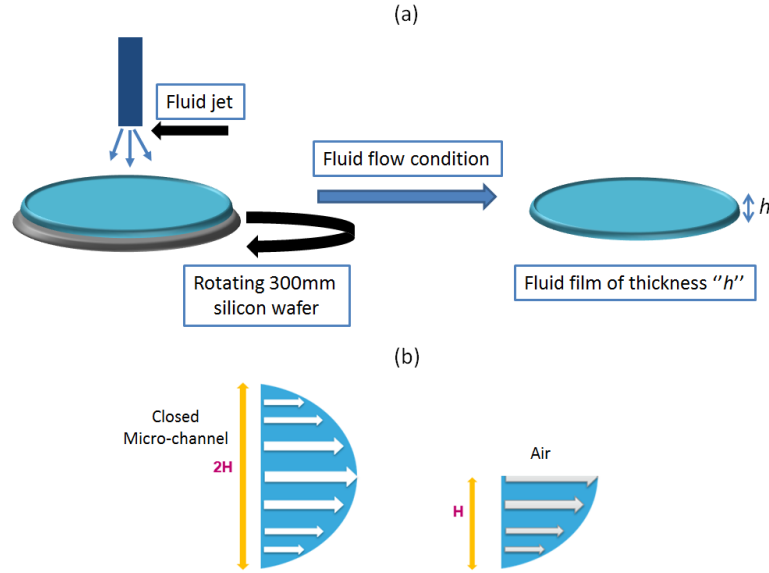 (a)
Fluid jet
Fluid flow condition
h
Rotating 300mm
silicon wafer
Fluid film of thickness ‘‘h’’
(b)
Closed
Micro-channel
2H
Air
H